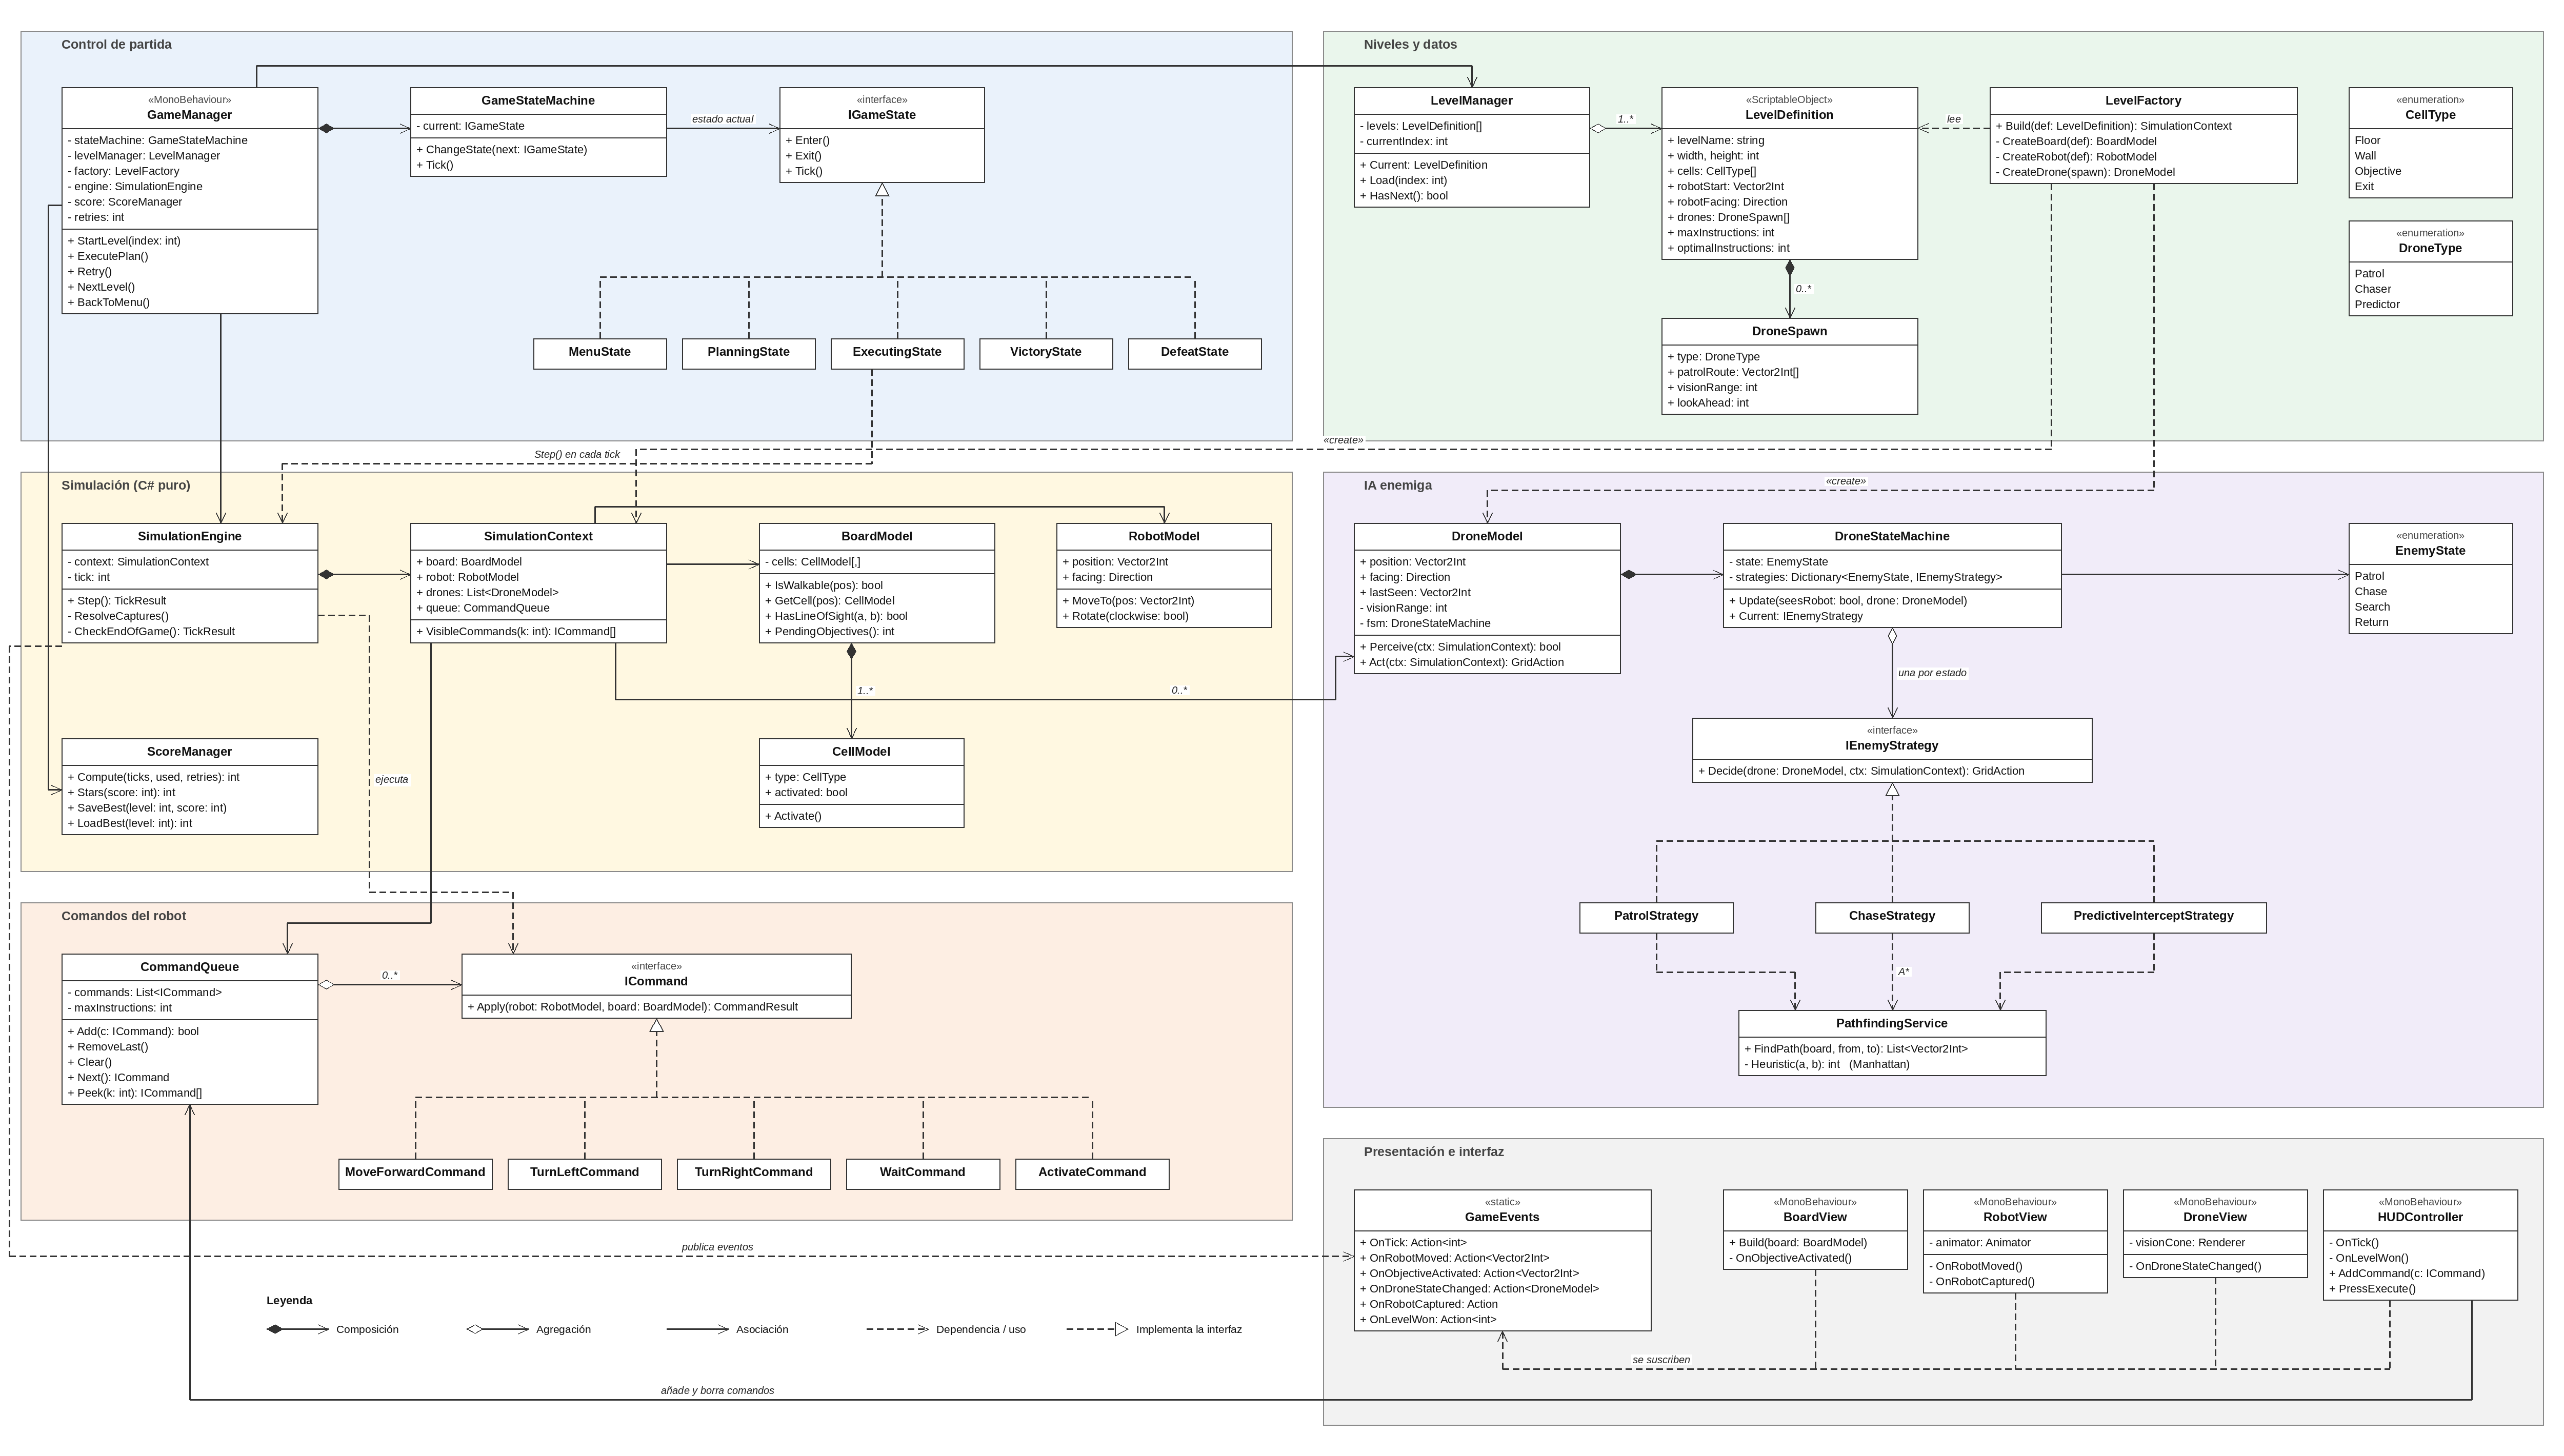 Control de partida
«MonoBehaviour»
GameManager
- stateMachine: GameStateMachine
- levelManager: LevelManager
- factory: LevelFactory
- engine: SimulationEngine
- score: ScoreManager
- retries: int
+ StartLevel(index: int)
+ ExecutePlan()
+ Retry()
+ NextLevel()
+ BackToMenu()
GameStateMachine
- current: IGameState
+ ChangeState(next: IGameState)
+ Tick()
estado actual
«interface»
IGameState
+ Enter()
+ Exit()
+ Tick()
MenuState
PlanningState
ExecutingState
VictoryState
DefeatState
Niveles y datos
LevelManager
- levels: LevelDefinition[]
- currentIndex: int
+ Current: LevelDefinition
+ Load(index: int)
+ HasNext(): bool
1..*
«ScriptableObject»
LevelDefinition
+ levelName: string
+ width, height: int
+ cells: CellType[]
+ robotStart: Vector2Int
+ robotFacing: Direction
+ drones: DroneSpawn[]
+ maxInstructions: int
+ optimalInstructions: int
lee
LevelFactory
+ Build(def: LevelDefinition): SimulationContext
- CreateBoard(def): BoardModel
- CreateRobot(def): RobotModel
- CreateDrone(spawn): DroneModel
«enumeration»
CellType
Floor
Wall
Objective
Exit
«enumeration»
DroneType
Patrol
Chaser
Predictor
0..*
DroneSpawn
+ type: DroneType
+ patrolRoute: Vector2Int[]
+ visionRange: int
+ lookAhead: int
«create»
Step() en cada tick
Simulación (C# puro)
SimulationEngine
- context: SimulationContext
- tick: int
+ Step(): TickResult
- ResolveCaptures()
- CheckEndOfGame(): TickResult
SimulationContext
+ board: BoardModel
+ robot: RobotModel
+ drones: List<DroneModel>
+ queue: CommandQueue
+ VisibleCommands(k: int): ICommand[]
BoardModel
- cells: CellModel[,]
+ IsWalkable(pos): bool
+ GetCell(pos): CellModel
+ HasLineOfSight(a, b): bool
+ PendingObjectives(): int
RobotModel
+ position: Vector2Int
+ facing: Direction
+ MoveTo(pos: Vector2Int)
+ Rotate(clockwise: bool)
1..*
0..*
ScoreManager
+ Compute(ticks, used, retries): int
+ Stars(score: int): int
+ SaveBest(level: int, score: int)
+ LoadBest(level: int): int
ejecuta
CellModel
+ type: CellType
+ activated: bool
+ Activate()
IA enemiga
«create»
DroneModel
+ position: Vector2Int
+ facing: Direction
+ lastSeen: Vector2Int
- visionRange: int
- fsm: DroneStateMachine
+ Perceive(ctx: SimulationContext): bool
+ Act(ctx: SimulationContext): GridAction
DroneStateMachine
- state: EnemyState
- strategies: Dictionary<EnemyState, IEnemyStrategy>
+ Update(seesRobot: bool, drone: DroneModel)
+ Current: IEnemyStrategy
«enumeration»
EnemyState
Patrol
Chase
Search
Return
una por estado
«interface»
IEnemyStrategy
+ Decide(drone: DroneModel, ctx: SimulationContext): GridAction
PatrolStrategy
ChaseStrategy
PredictiveInterceptStrategy
A*
PathfindingService
+ FindPath(board, from, to): List<Vector2Int>
- Heuristic(a, b): int (Manhattan)
Comandos del robot
CommandQueue
- commands: List<ICommand>
- maxInstructions: int
+ Add(c: ICommand): bool
+ RemoveLast()
+ Clear()
+ Next(): ICommand
+ Peek(k: int): ICommand[]
0..*
«interface»
ICommand
+ Apply(robot: RobotModel, board: BoardModel): CommandResult
MoveForwardCommand
TurnLeftCommand
TurnRightCommand
WaitCommand
ActivateCommand
publica eventos
Presentación e interfaz
«static»
GameEvents
+ OnTick: Action<int>
+ OnRobotMoved: Action<Vector2Int>
+ OnObjectiveActivated: Action<Vector2Int>
+ OnDroneStateChanged: Action<DroneModel>
+ OnRobotCaptured: Action
+ OnLevelWon: Action<int>
«MonoBehaviour»
BoardView
+ Build(board: BoardModel)
- OnObjectiveActivated()
«MonoBehaviour»
RobotView
- animator: Animator
- OnRobotMoved()
- OnRobotCaptured()
«MonoBehaviour»
DroneView
- visionCone: Renderer
- OnDroneStateChanged()
«MonoBehaviour»
HUDController
- OnTick()
- OnLevelWon()
+ AddCommand(c: ICommand)
+ PressExecute()
se suscriben
Leyenda
Composición
Agregación
Asociación
Dependencia / uso
Implementa la interfaz
añade y borra comandos